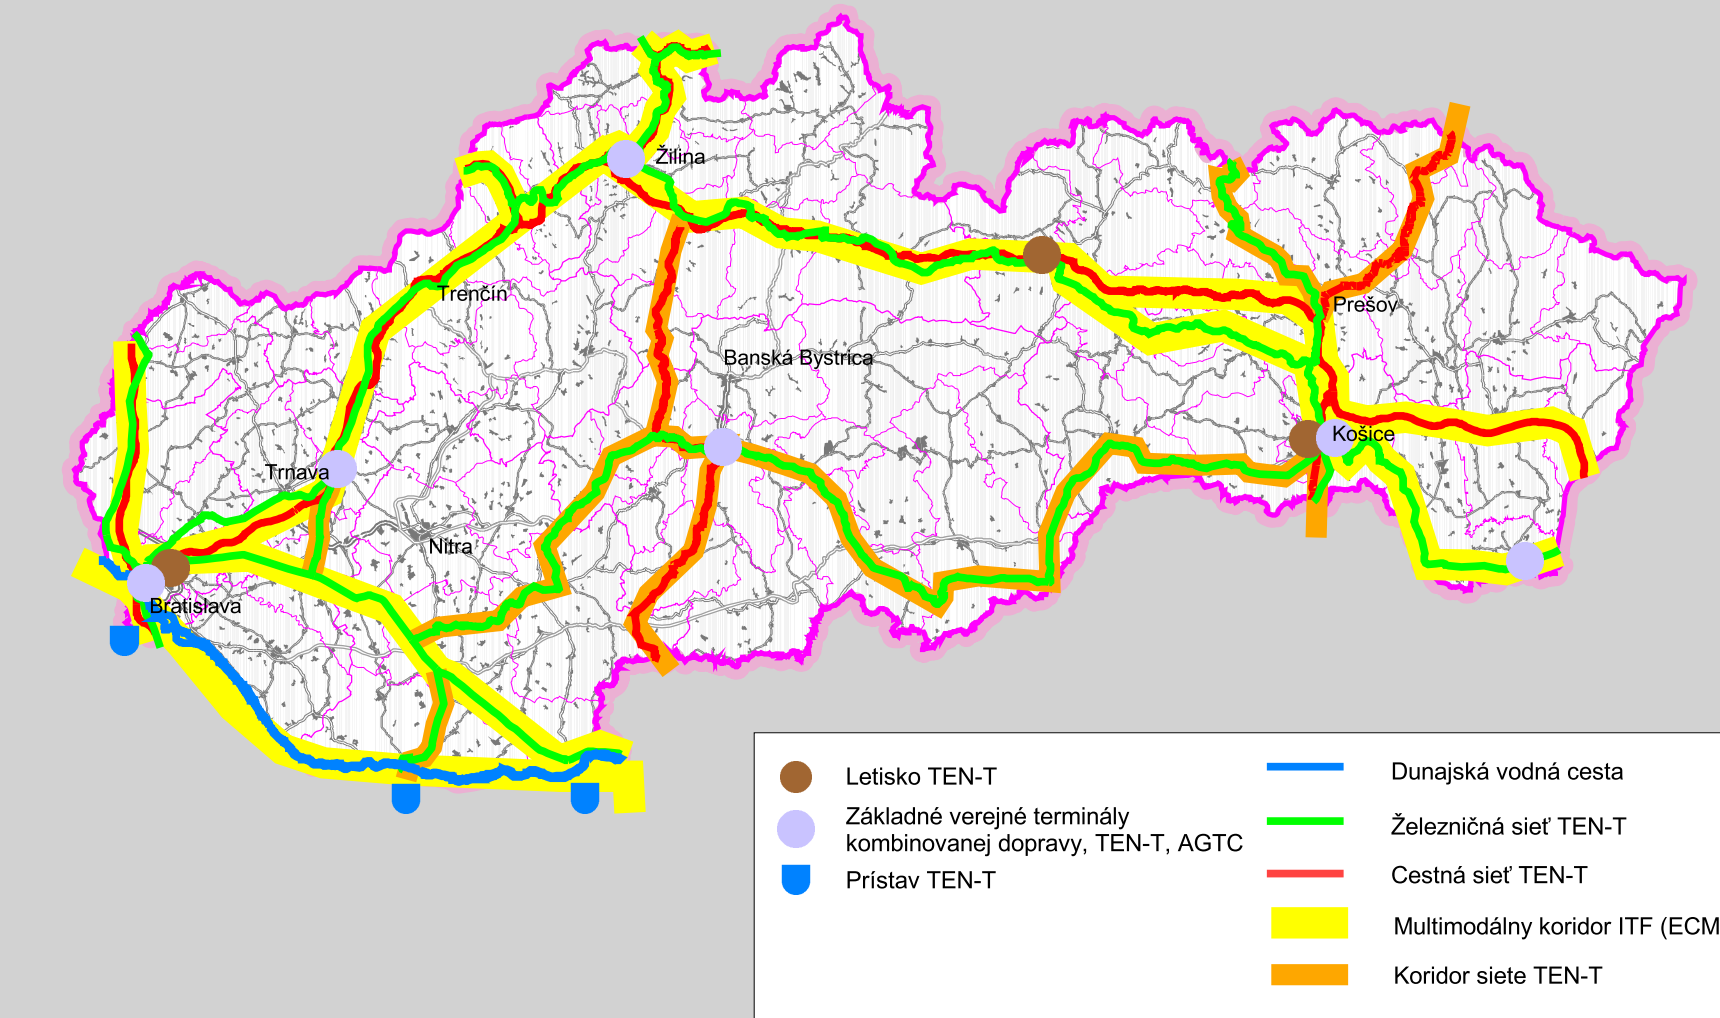 Žilina
Trenčín
Prešov
Banská Bystrica
Košice
Trnava
Nitra
Bratislava
Letisko TEN-T
Základné verejné terminály
kombinovanej dopravy, TEN-T, AGTC
Prístav TEN-T
Dunajská vodná cesta
Železničná sieť TEN-T
Cestná sieť TEN-T
Multimodálny koridor ITF (ECM
Koridor siete TEN-T